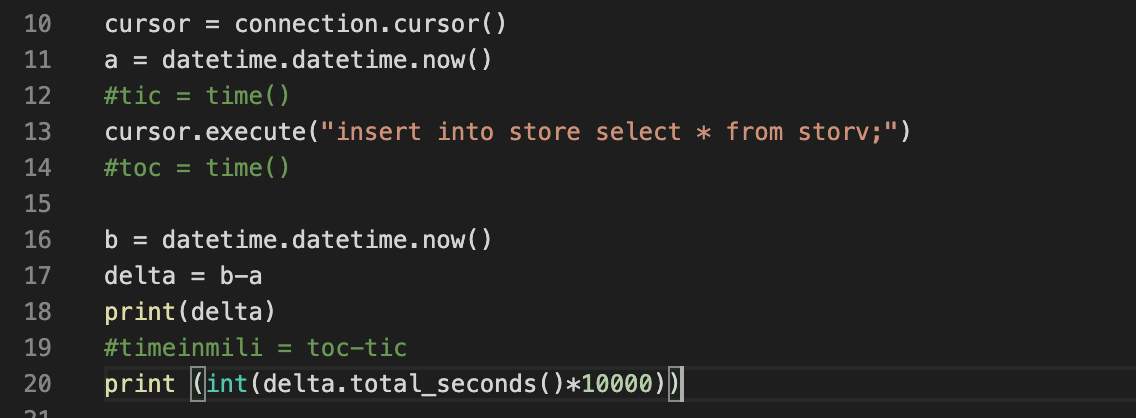 10 cursor = connection.cursor()
11 a = datetime.datetime.now()
12 #tic = time()
13 cursor.execute("insert into store select * from storv;")
14 #toc = time()
15
16 b = datetime.datetime.now()
17 delta = b-a
18 print(delta)
19 #timeinmili = toc-tic
20 print (int(delta.total_seconds()*10000))
21